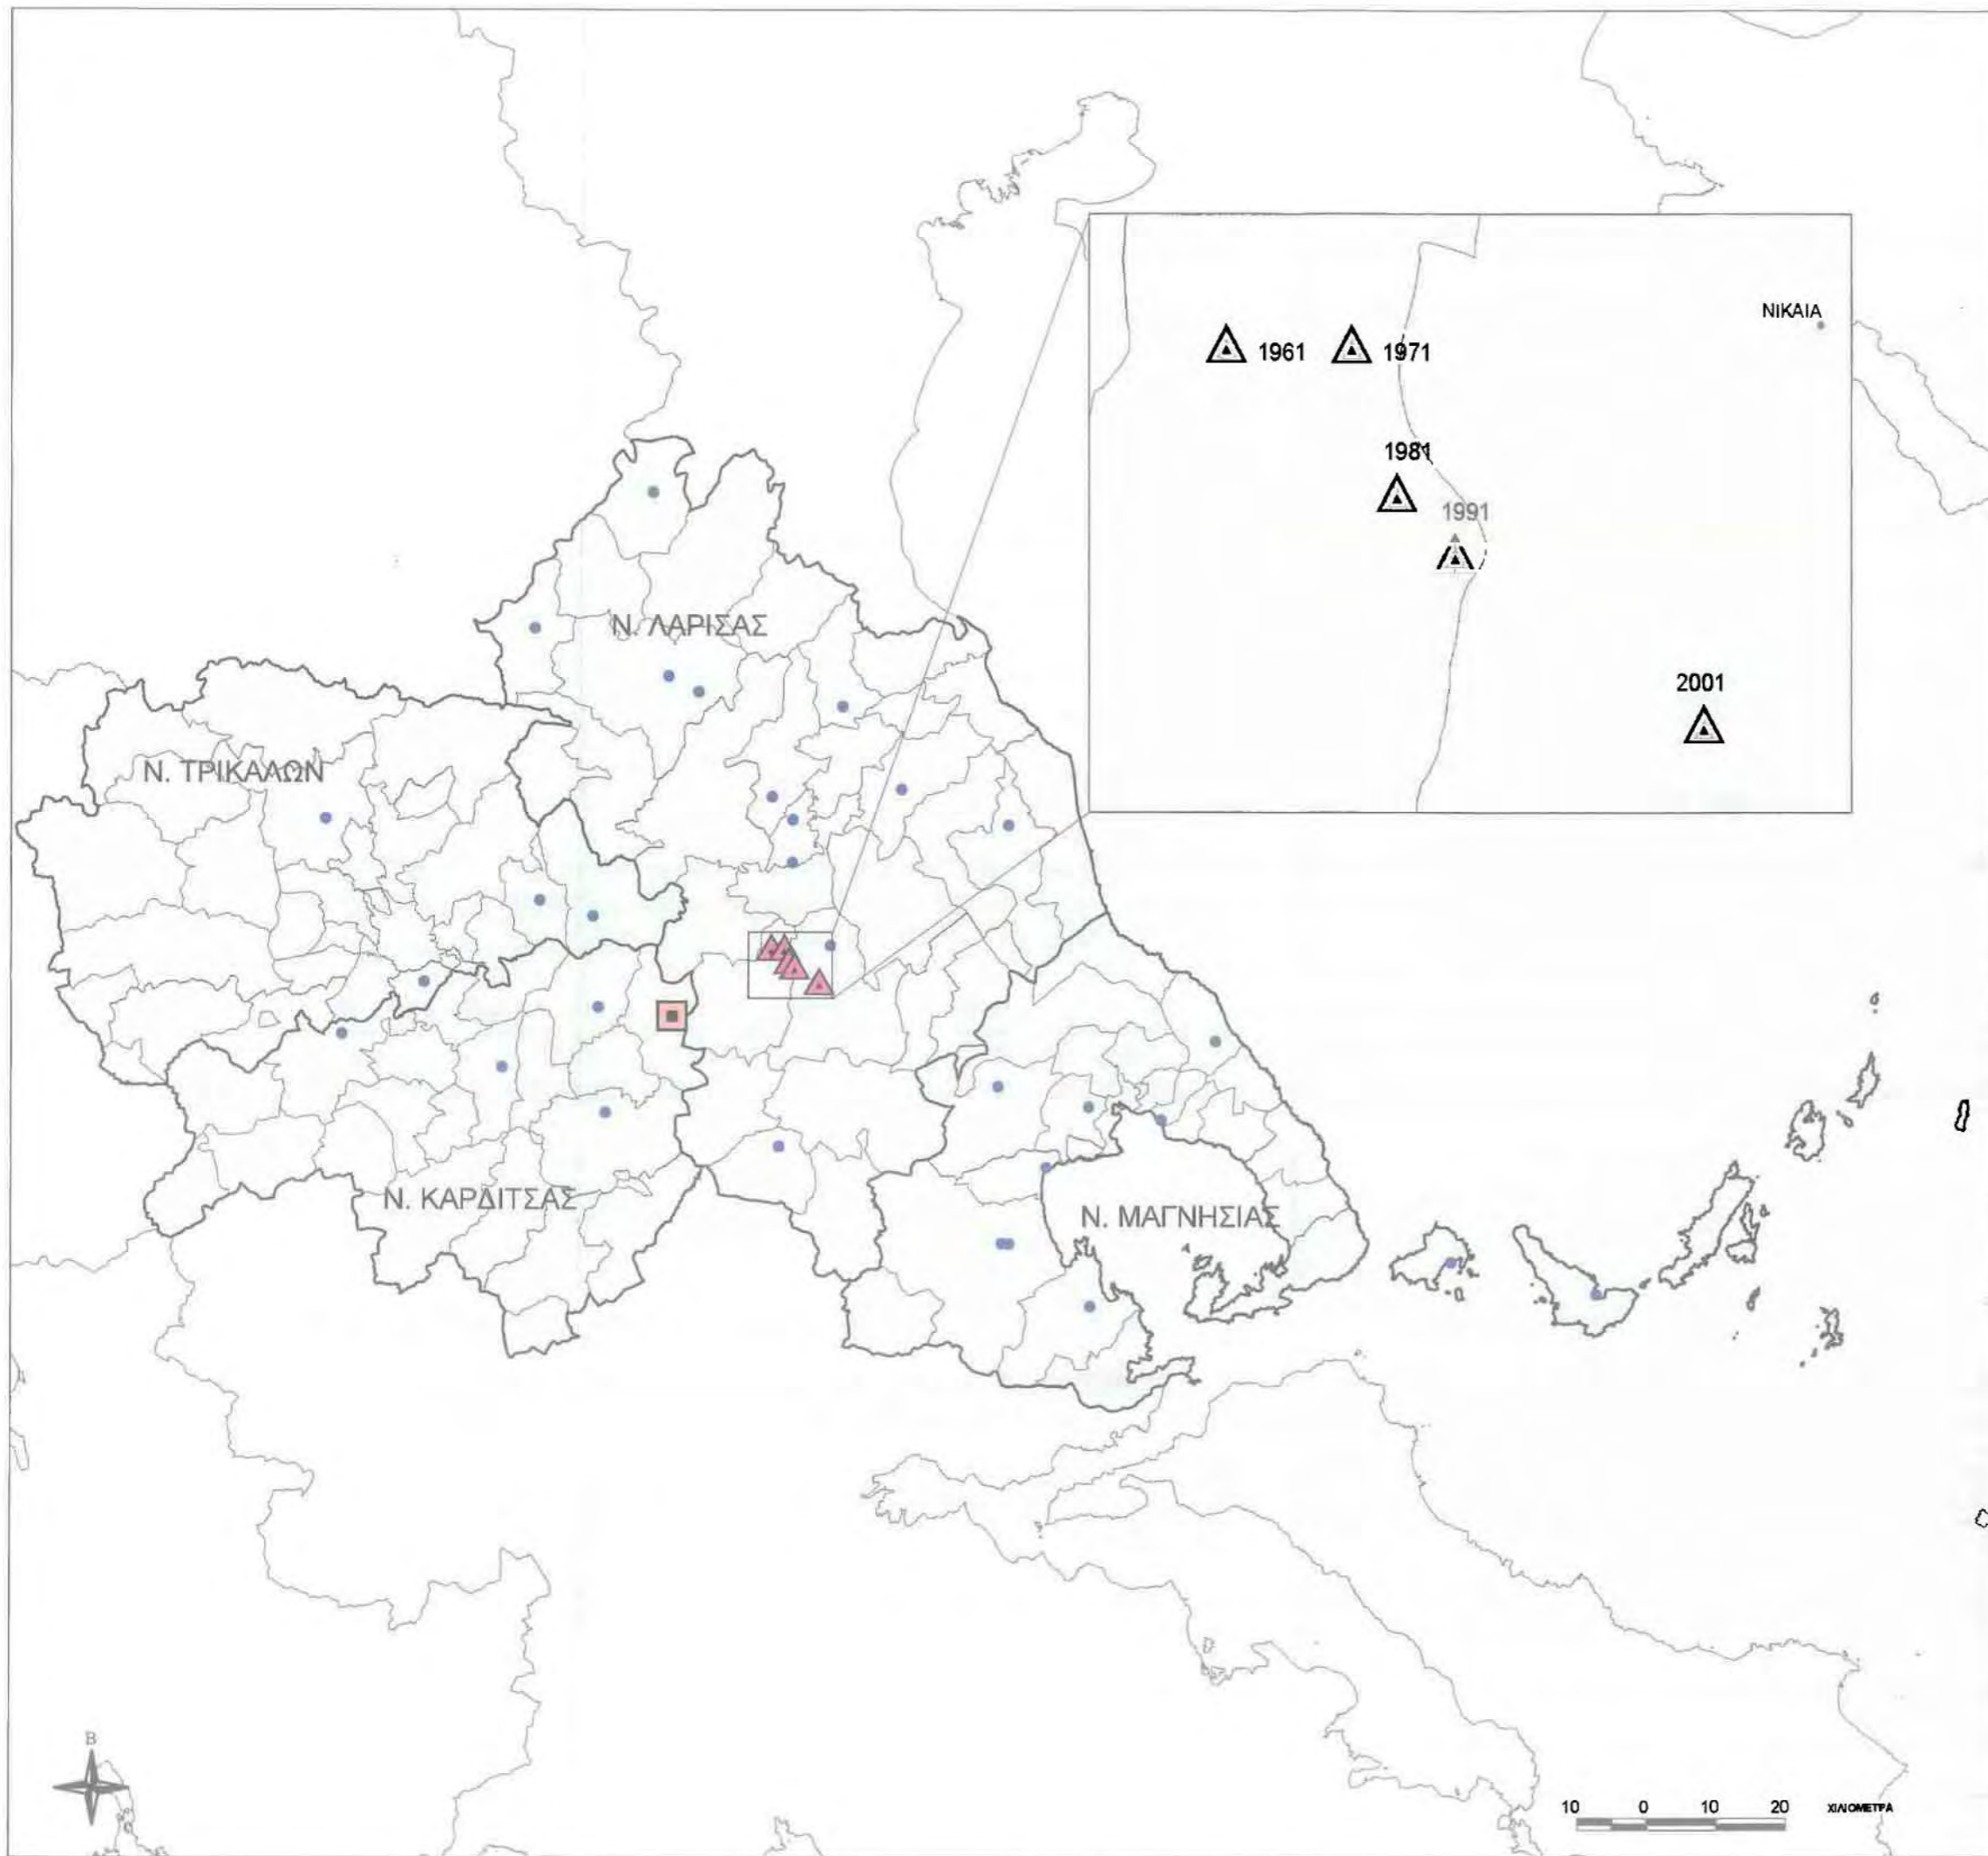 ΝΙΚΑΙΑ
1961
1971
1981
1991
2001
Ν. ΛΑΡΙΣΑΣ
Ν. ΤΡΙΚΑΛΩΝ
Ν. ΚΑΡΔΙΤΣΑΣ
Ν. ΜΑΓΝΗΣΙΑΣ
Β
10 0 10 20 ΧΙΛΙΟΜΕΤΡΑ